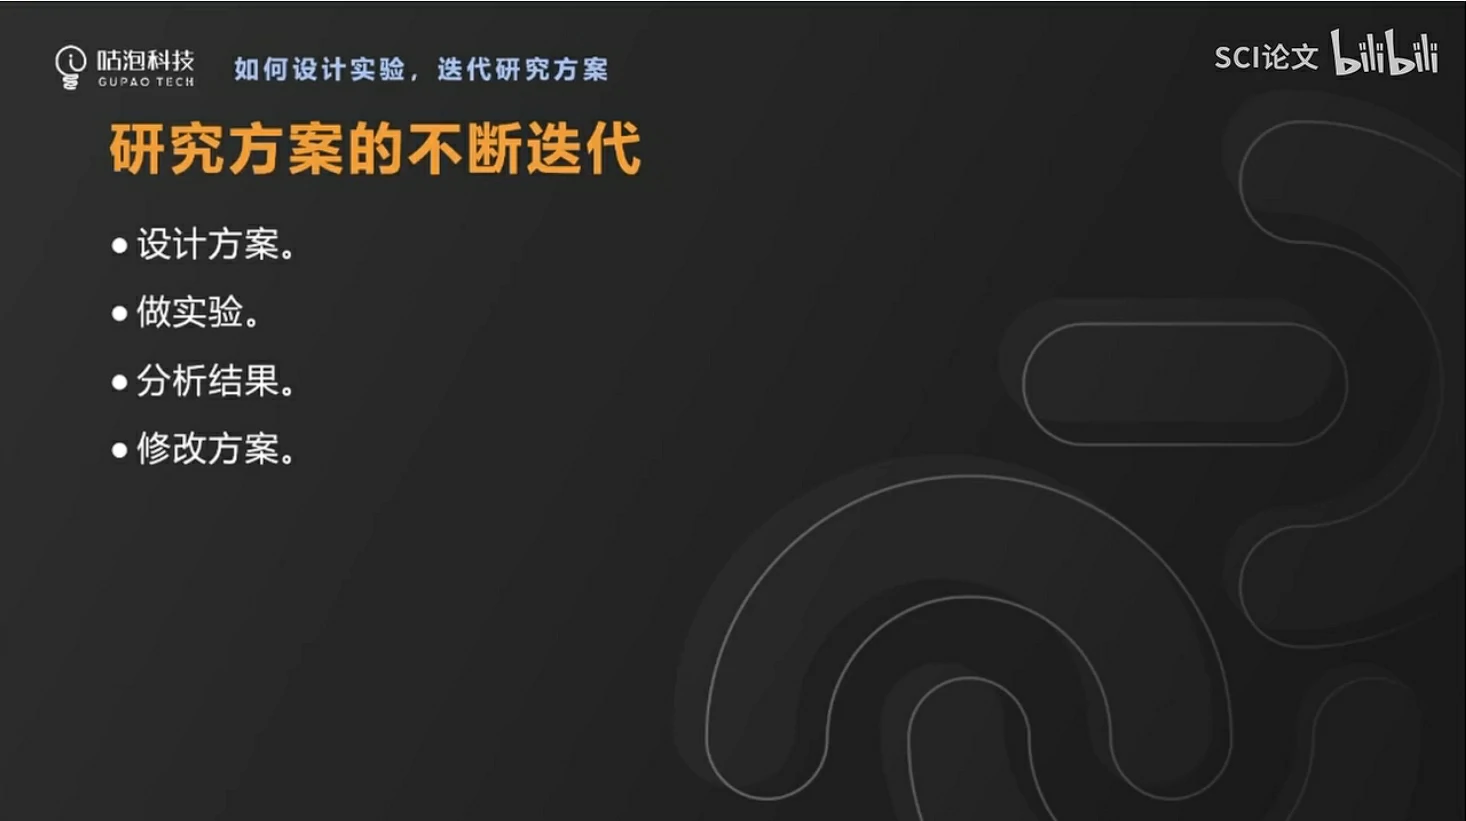 咕泡科技
GUPAO TECH
如何设计实验，迭代研究方案
SCI论文 bilibili
研究方案的不断迭代
●设计方案。
●做实验。
●分析结果。
●修改方案。